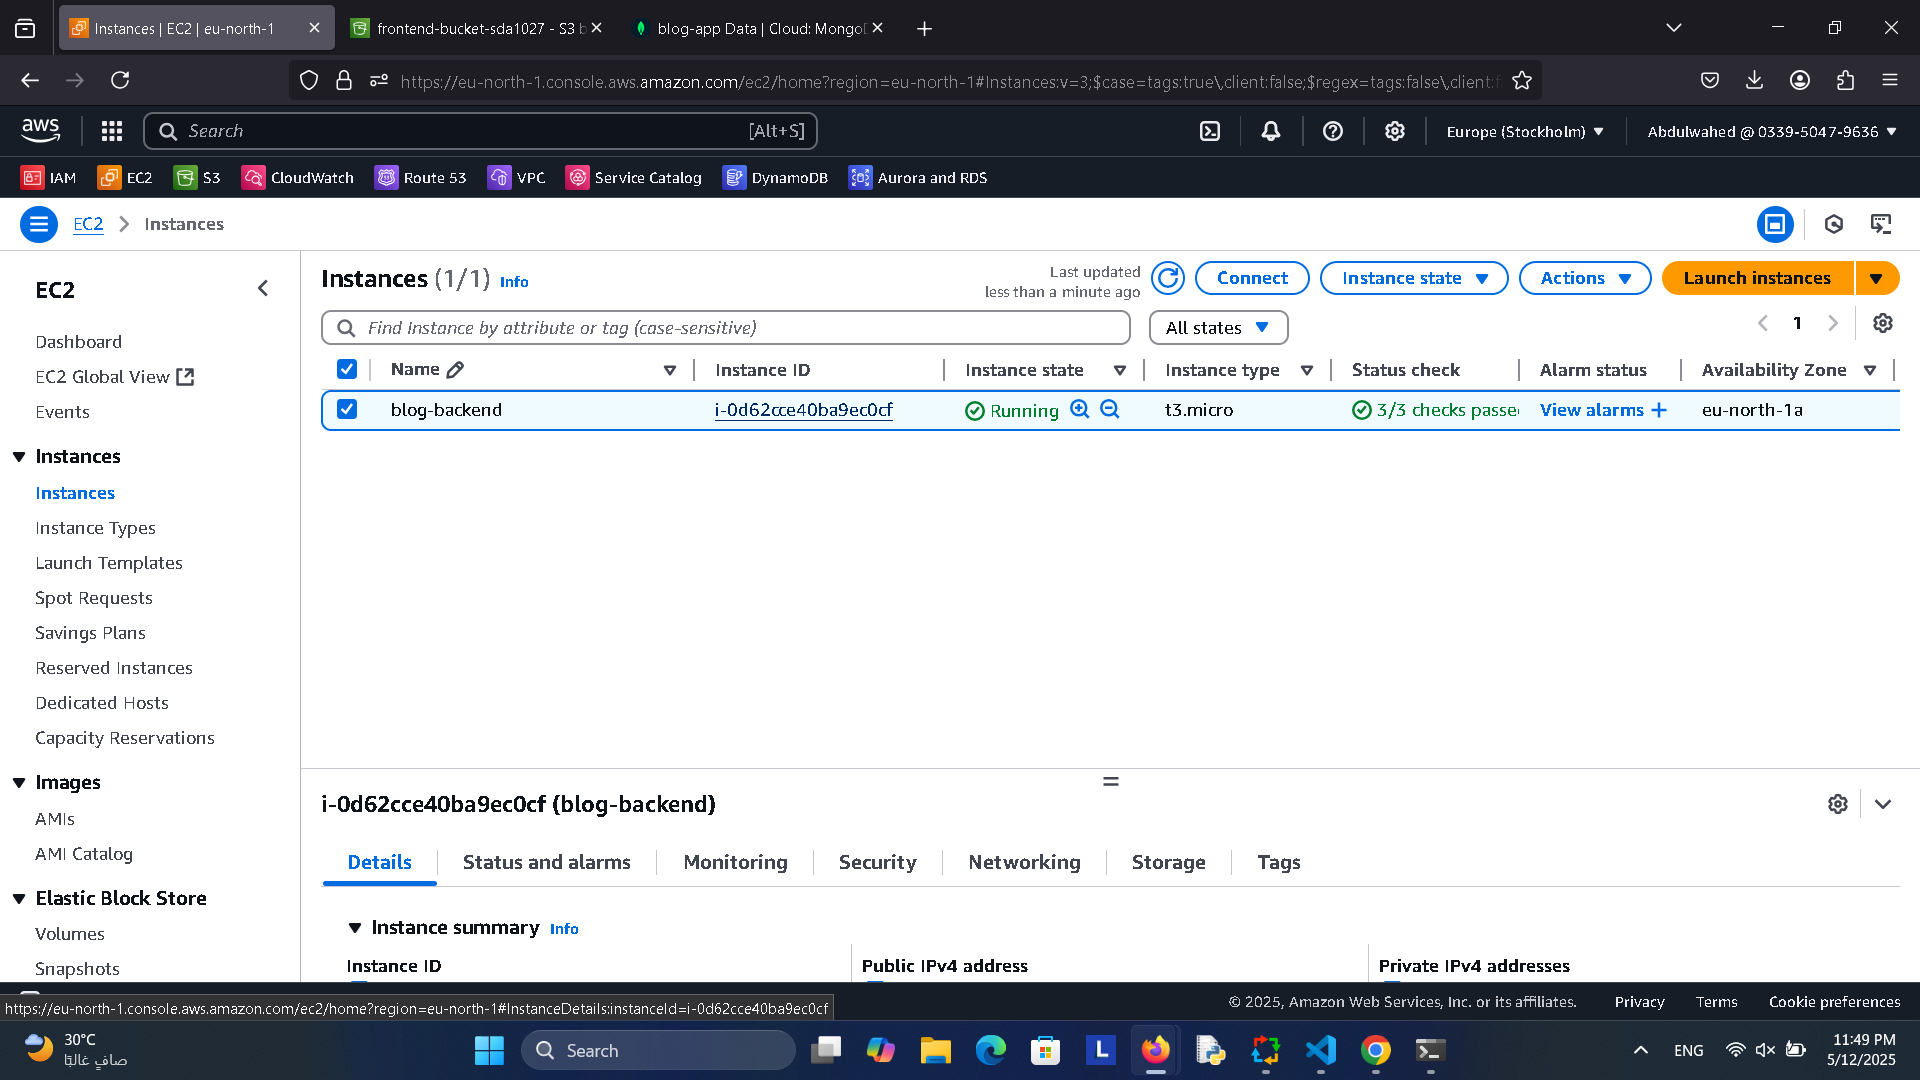 Instances | EC2 | eu-north-1
frontend-bucket-sda1027 - S3 b
blog-app Data | Cloud: MongoD
https://eu-north-1.console.aws.amazon.com/ec2/home?region=eu-north-1#Instances:v=3;$case=tags:true\,client:false;$regex=tags:false\,client:f
aws
Search [Alt+S]
Europe (Stockholm)
Abdulwahed @ 0339-5047-9636
IAM EC2 S3 CloudWatch Route 53 VPC Service Catalog DynamoDB Aurora and RDS
EC2 Instances
EC2
Dashboard
EC2 Global View
Events
Instances
Instances
Instance Types
Launch Templates
Spot Requests
Savings Plans
Reserved Instances
Dedicated Hosts
Capacity Reservations
Images
AMIs
AMI Catalog
Elastic Block Store
Volumes
Snapshots
Instances (1/1) Info
Last updated
less than a minute ago
Connect
Instance state
Actions
Launch instances
Find Instance by attribute or tag (case-sensitive)
All states
1
Name Instance ID Instance state Instance type Status check Alarm status Availability Zone
blog-backend i-0d62cce40ba9ec0cf Running t3.micro 3/3 checks passe View alarms eu-north-1a
i-0d62cce40ba9ec0cf (blog-backend)
Details Status and alarms Monitoring Security Networking Storage Tags
Instance summary Info
Instance ID Public IPv4 address Private IPv4 addresses
https://eu-north-1.console.aws.amazon.com/ec2/home?region=eu-north-1#InstanceDetails:instanceId=i-0d62cce40ba9ec0cf
© 2025, Amazon Web Services, Inc. or its affiliates. Privacy Terms Cookie preferences
30°C
صافٍ غالبًا
Search
L
ENG
11:49 PM
5/12/2025